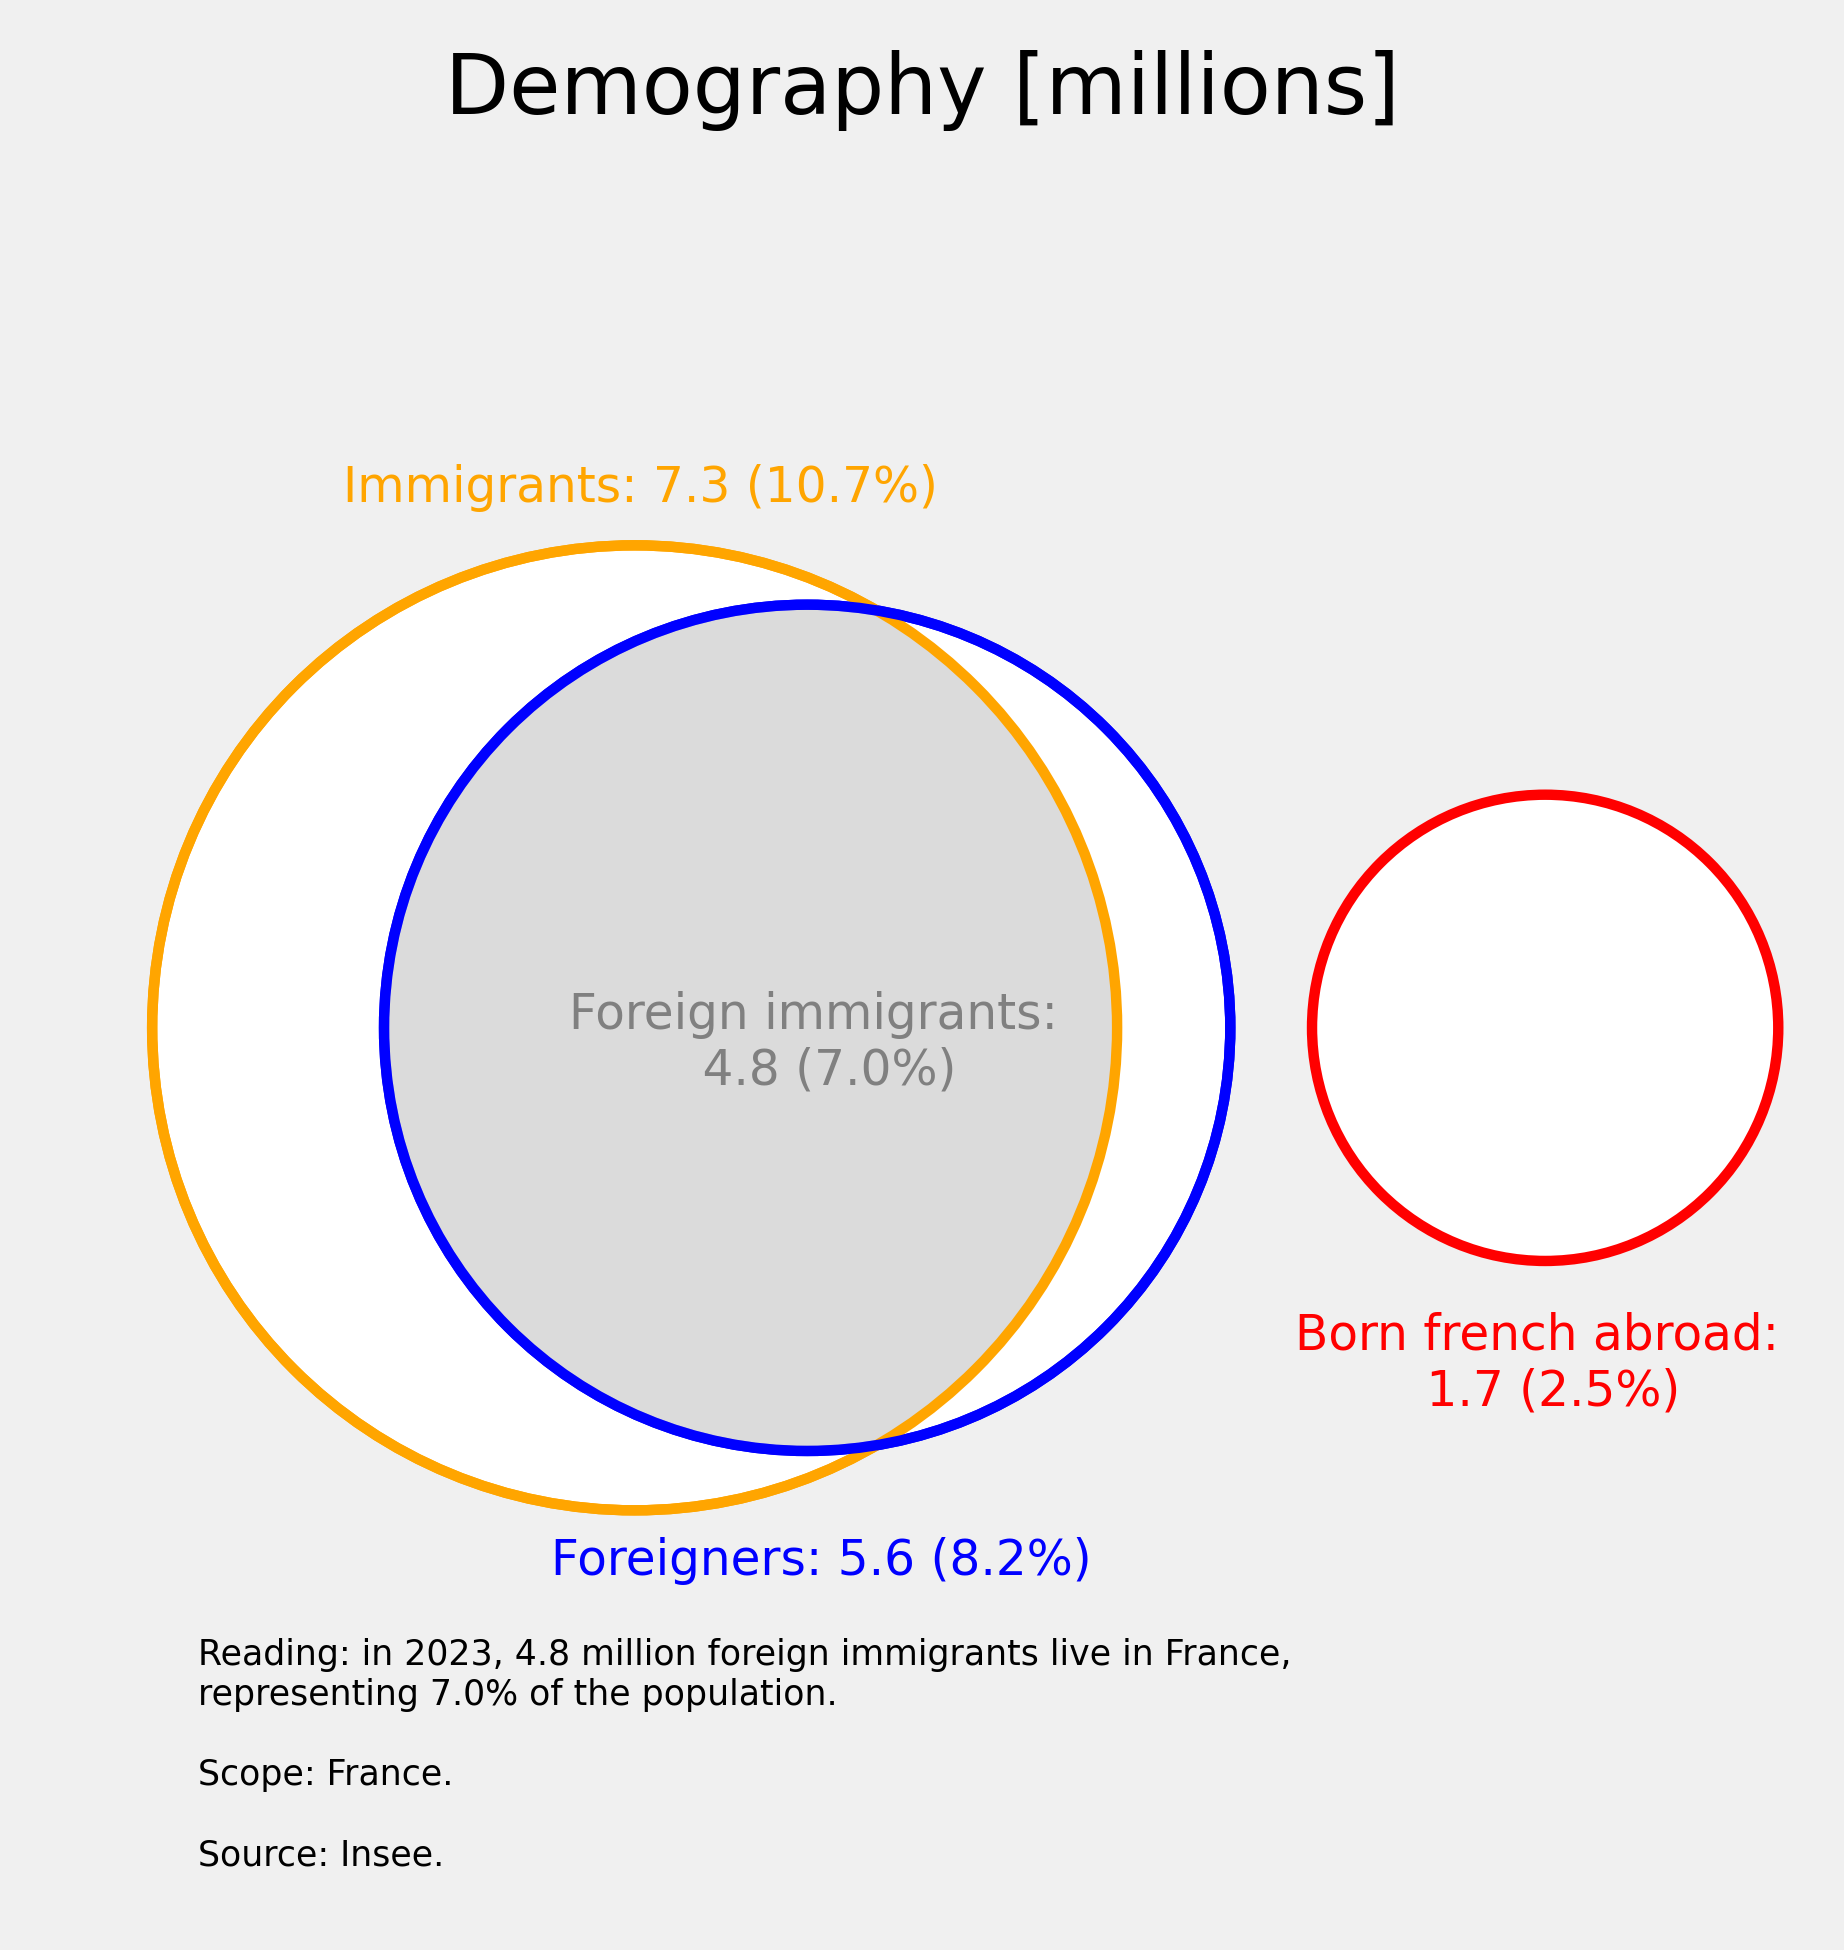 Demography [millions]
Immigrants: 7.3 (10.7%)
Foreign immigrants:
4.8 (7.0%)
Born french abroad:
1.7 (2.5%)
Foreigners: 5.6 (8.2%)
Reading: in 2023, 4.8 million foreign immigrants live in France,
representing 7.0% of the population.
Scope: France.
Source: Insee.